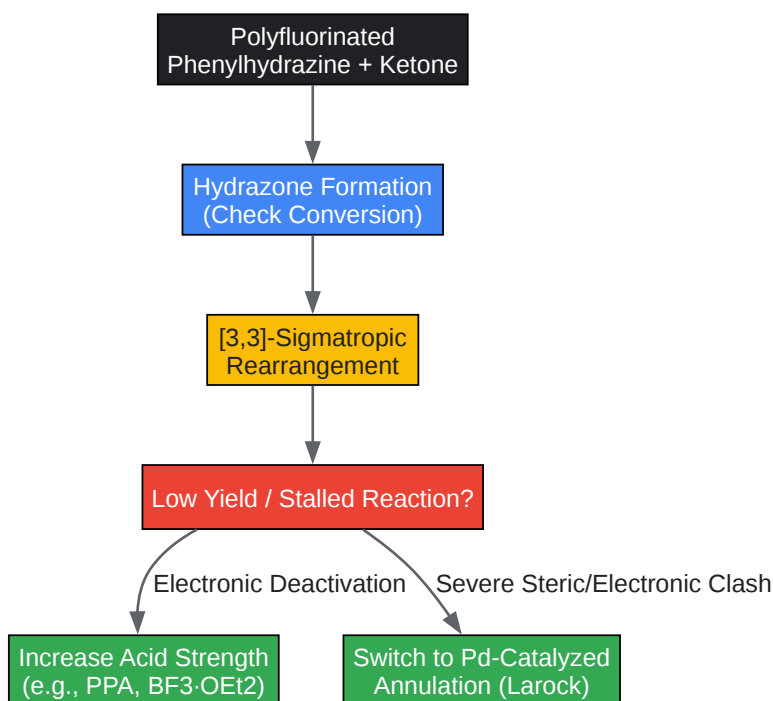 Polyfluorinated
Phenylhydrazine + Ketone
Hydrazone Formation
(Check Conversion)
[3,3]-Sigmatropic
Rearrangement
Low Yield / Stalled Reaction?
Electronic Deactivation
Severe Steric/Electronic Clash
Increase Acid Strength
(e.g., PPA, BF3·OEt2)
Switch to Pd-Catalyzed
Annulation (Larock)